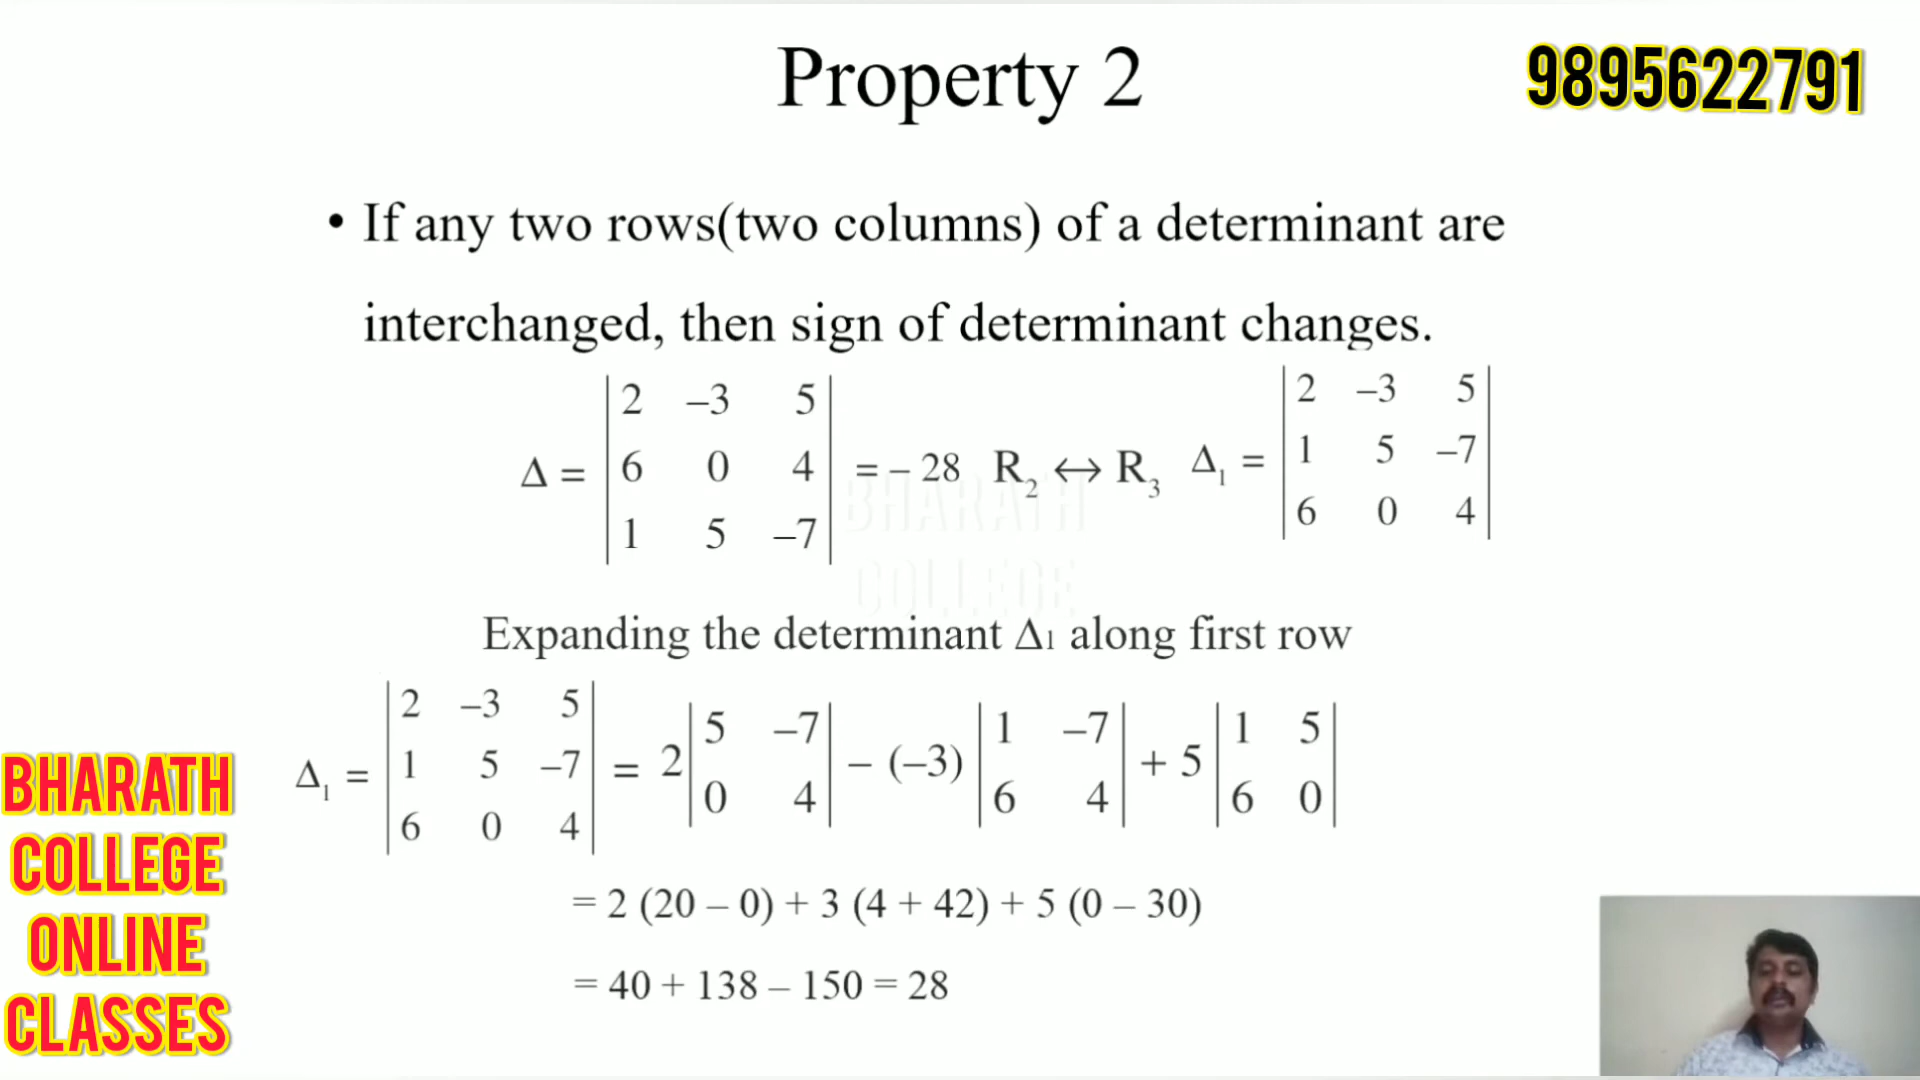 Property 2
9895622791
• If any two rows(two columns) of a determinant are
interchanged, then sign of determinant changes.
Δ = | 2 –3 5 | = – 28 R₂ ↔ R₃ Δ₁ = | 2 –3 5 |
| 6 0 4 | | 1 5 –7 |
| 1 5 –7 | | 6 0 4 |
BHARATH
COLLEGE
Expanding the determinant Δ₁ along first row
Δ₁ = | 2 –3 5 | = 2 | 5 –7 | – (–3) | 1 –7 | + 5 | 1 5 |
| 1 5 –7 | | 0 4 | | 6 4 | | 6 0 |
| 6 0 4 |
= 2 (20 – 0) + 3 (4 + 42) + 5 (0 – 30)
= 40 + 138 – 150 = 28
BHARATH
COLLEGE
ONLINE
CLASSES